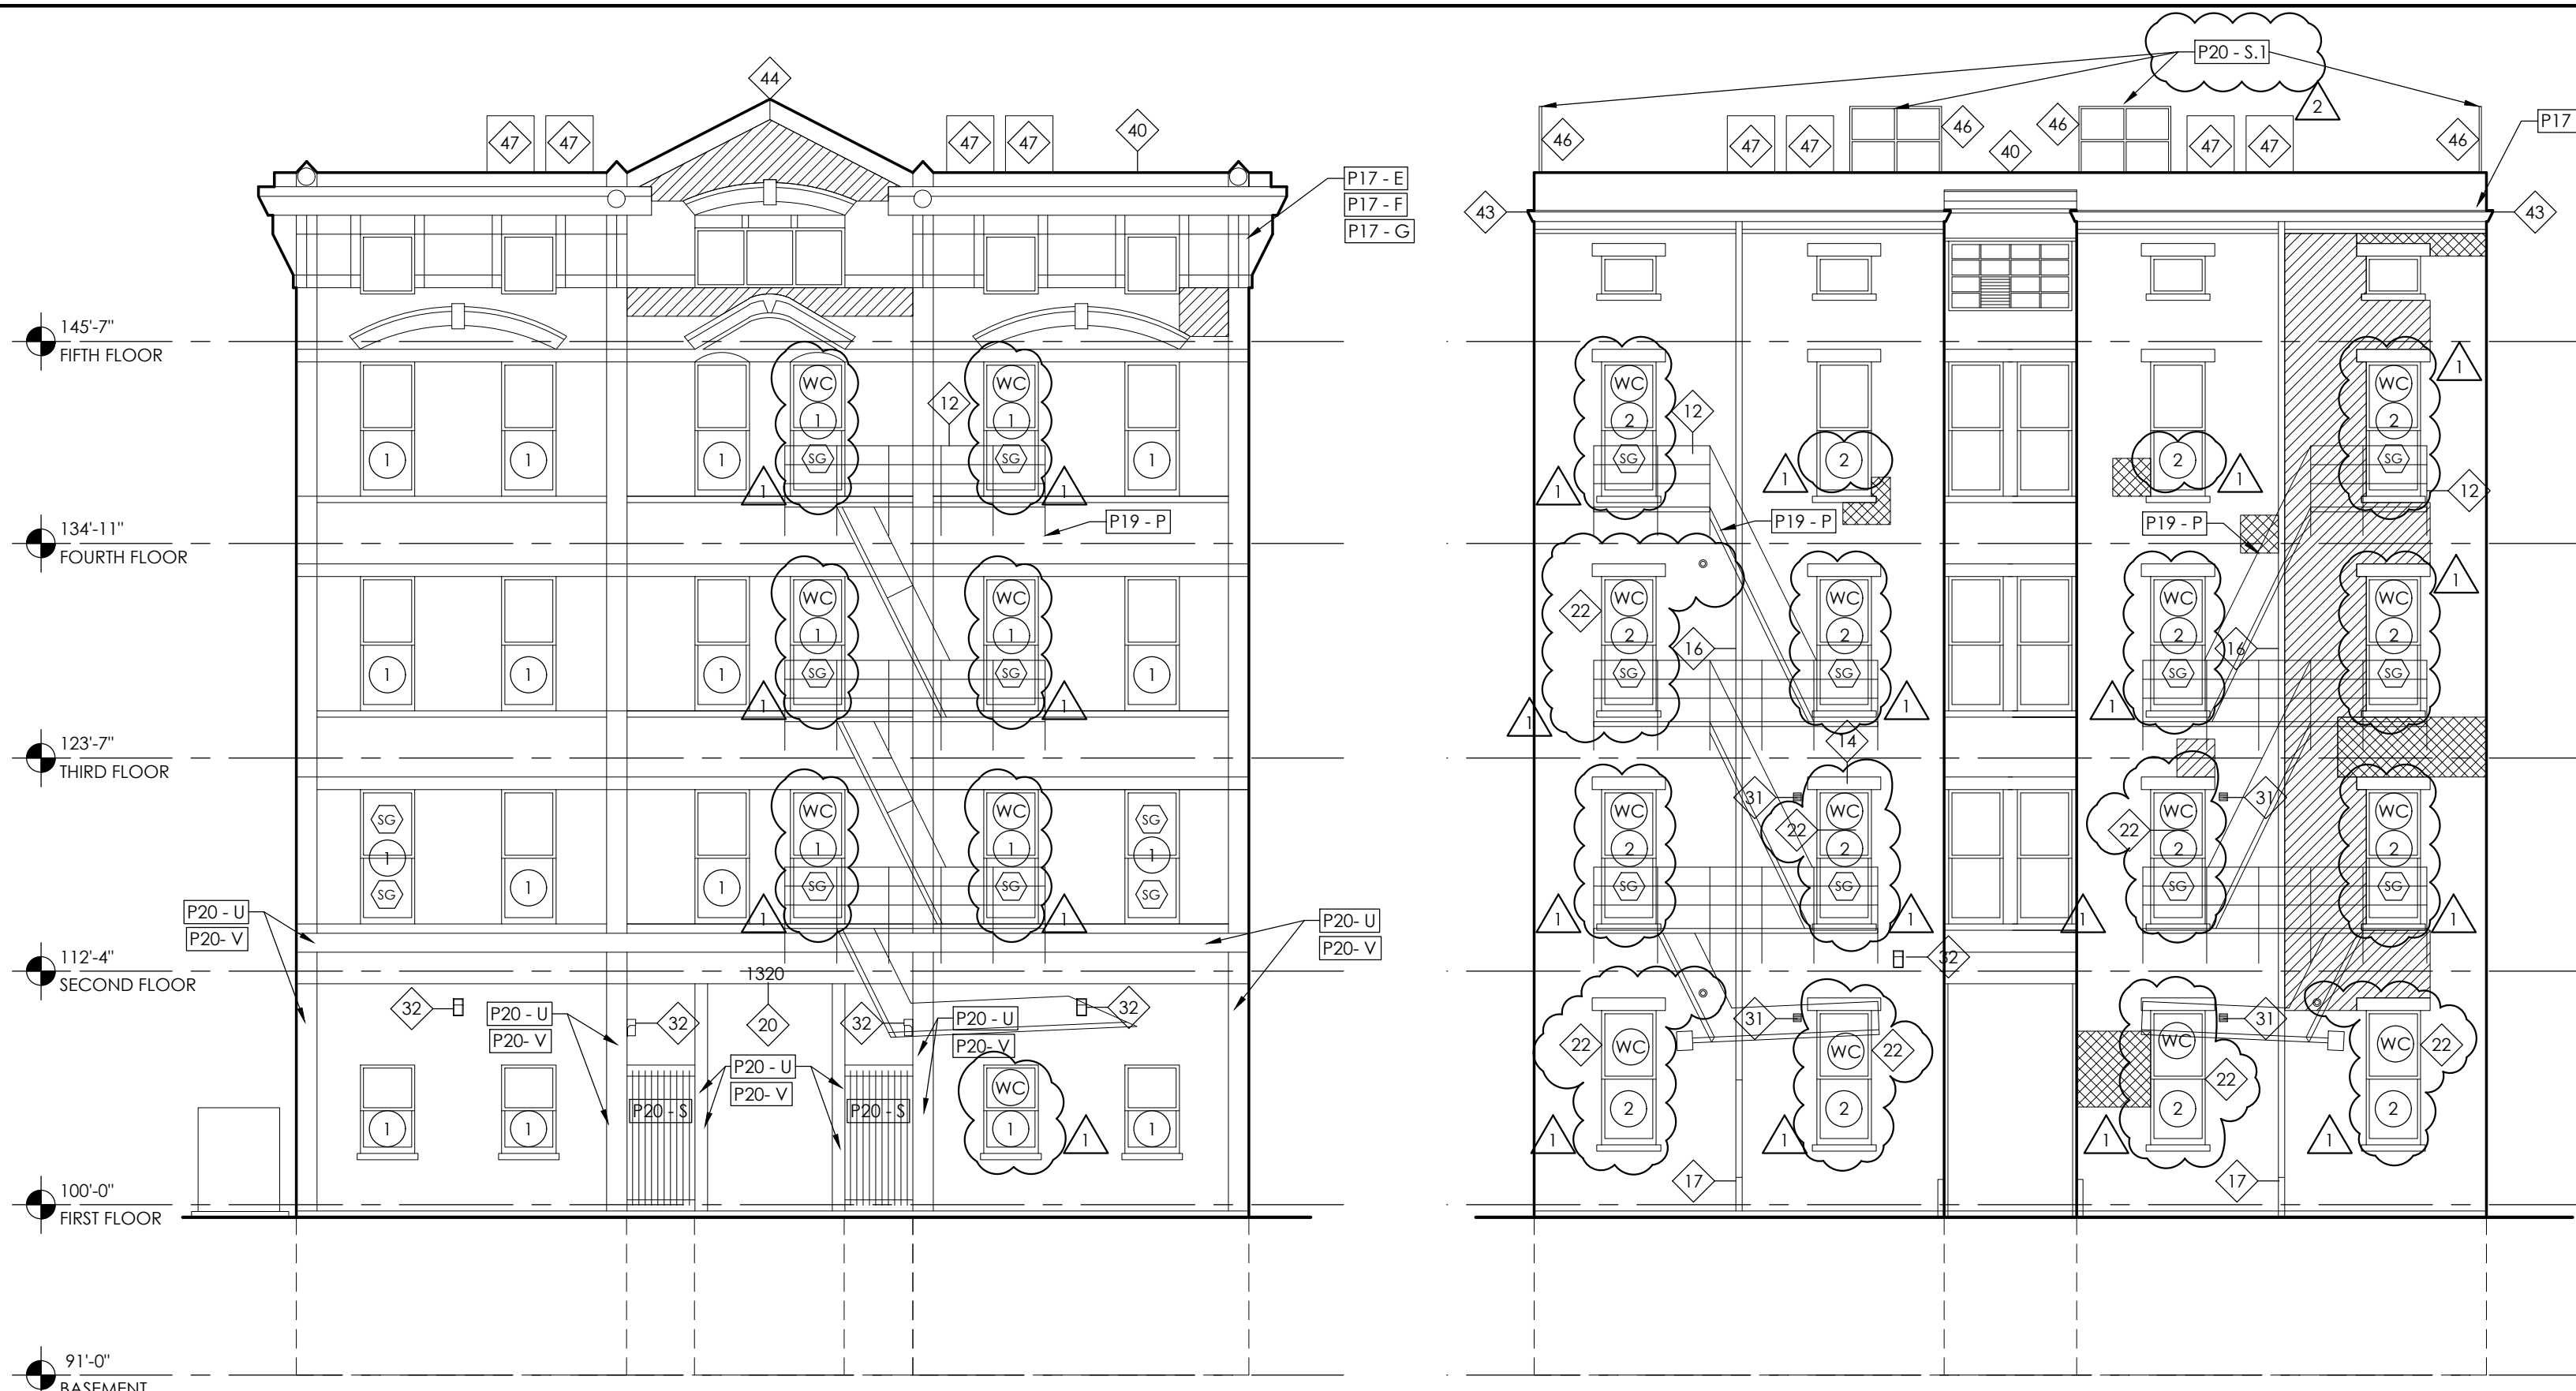 P20 - S.1
2
44
47
47
47
47
40
46
47
47
46
40
46
47
47
46
P17
P17 - E
P17 - F
P17 - G
43
43
145'-7"
FIFTH FLOOR
WC
WC
WC
WC
1
1
2
2
12
12
1
1
1
1
1
SG
SG
1
SG
2
2
SG
1
1
1
1
1
12
P19 - P
P19 - P
P19 - P
134'-11"
FOURTH FLOOR
1
WC
WC
WC
WC
WC
WC
22
1
1
2
2
2
2
16
16
1
1
1
SG
SG
1
SG
SG
SG
SG
1
1
1
1
1
14
123'-7"
THIRD FLOOR
31
31
SG
WC
WC
SG
WC
WC
WC
WC
22
22
1
1
1
1
2
2
2
2
SG
1
1
SG
SG
SG
SG
SG
SG
SG
1
1
1
1
1
1
P20 - U
P20- V
P20- U
P20- V
112'-4"
SECOND FLOOR
1320
32
32
32
32
32
20
P20 - U
P20- V
P20 - U
P20- V
31
31
22
WC
WC
22
WC
WC
22
22
P20 - U
P20- V
P20 - S
P20 - S
WC
1
1
1
1
1
2
2
2
2
1
1
1
1
17
17
100'-0"
FIRST FLOOR
91'-0"
BASEMENT